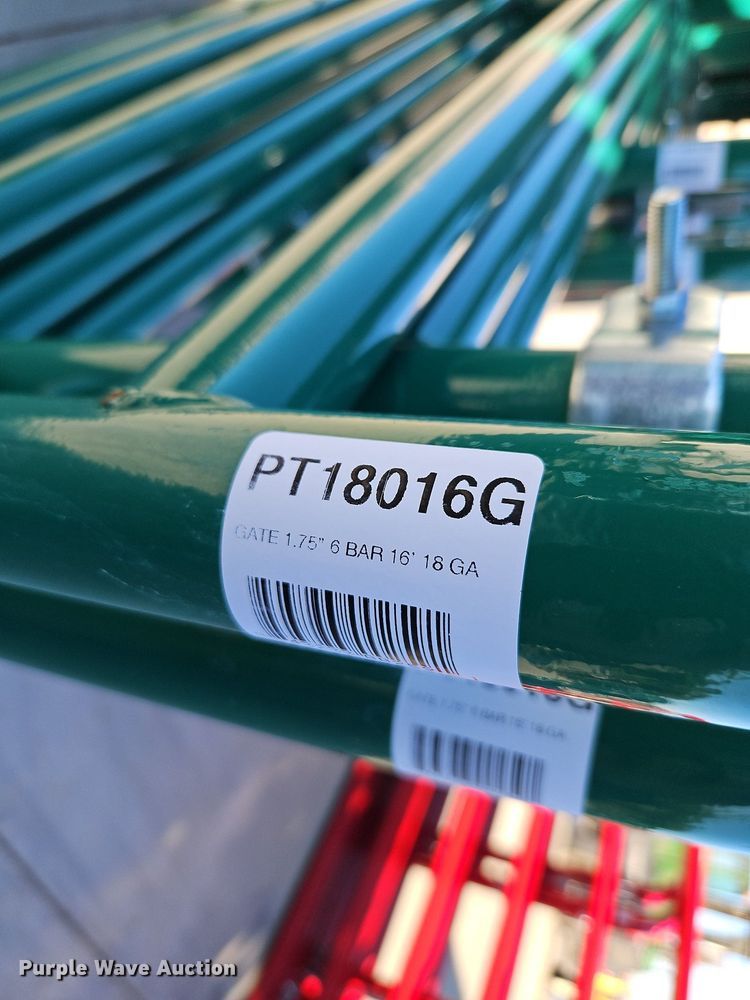 PT18016G
GATE 1.75" 6 BAR 16' 18 GA
Purple Wave Auction